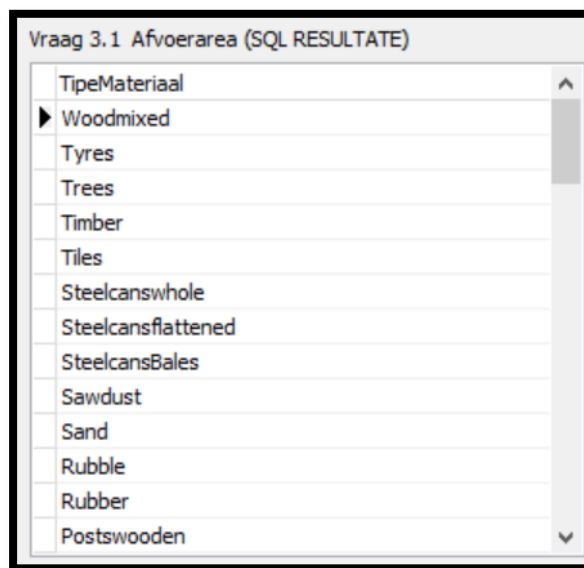 Vraag 3.1 Afvoerarea (SQL RESULTATE)
TipeMateriaal
Woodmixed
Tyres
Trees
Timber
Tiles
Steelcanswhole
Steelcansflattened
SteelcansBales
Sawdust
Sand
Rubble
Rubber
Postswooden